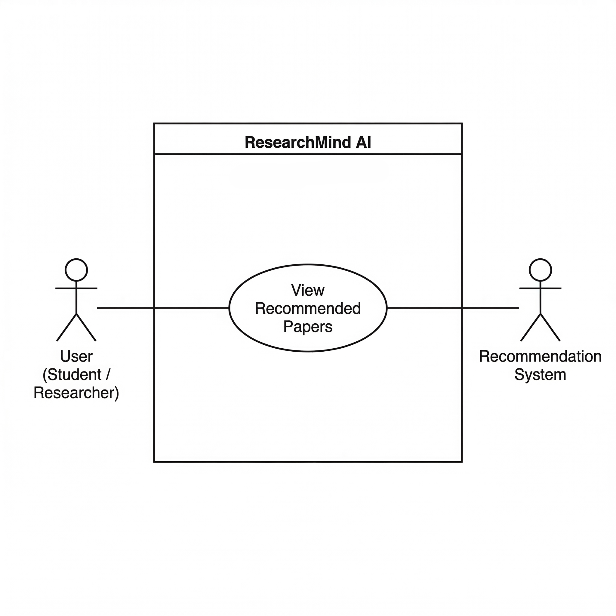 ResearchMind AI
View
Recommended
Papers
User
(Student /
Researcher)
Recommendation
System